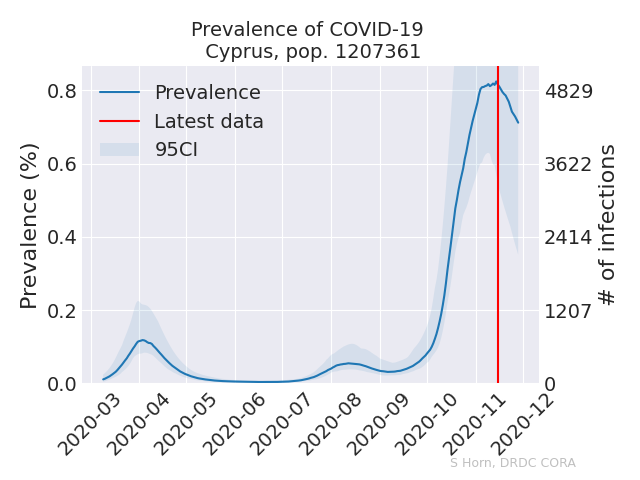 Prevalence of COVID-19
Cyprus, pop. 1207361
Prevalence
Latest data
95CI
Prevalence (%)
0.8
0.6
0.4
0.2
0.0
4829
3622
2414
1207
0
# of infections
2020-03
2020-04
2020-05
2020-06
2020-07
2020-08
2020-09
2020-10
2020-11
2020-12
S Horn, DRDC CORA